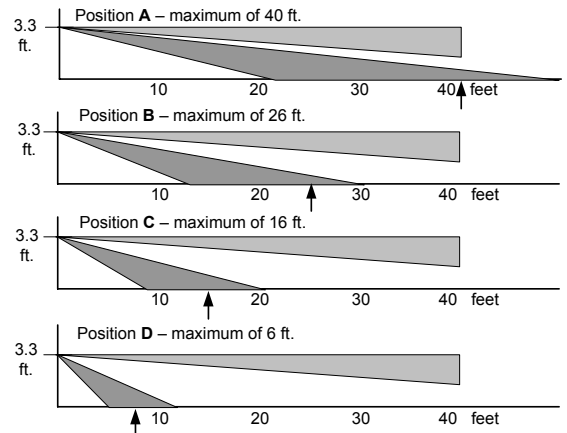 Position A – maximum of 40 ft.
3.3
ft.
10 20 30 40 feet
Position B – maximum of 26 ft.
3.3
ft.
10 20 30 40 feet
Position C – maximum of 16 ft.
3.3
ft.
10 20 30 40 feet
Position D – maximum of 6 ft.
3.3
ft.
10 20 30 40 feet